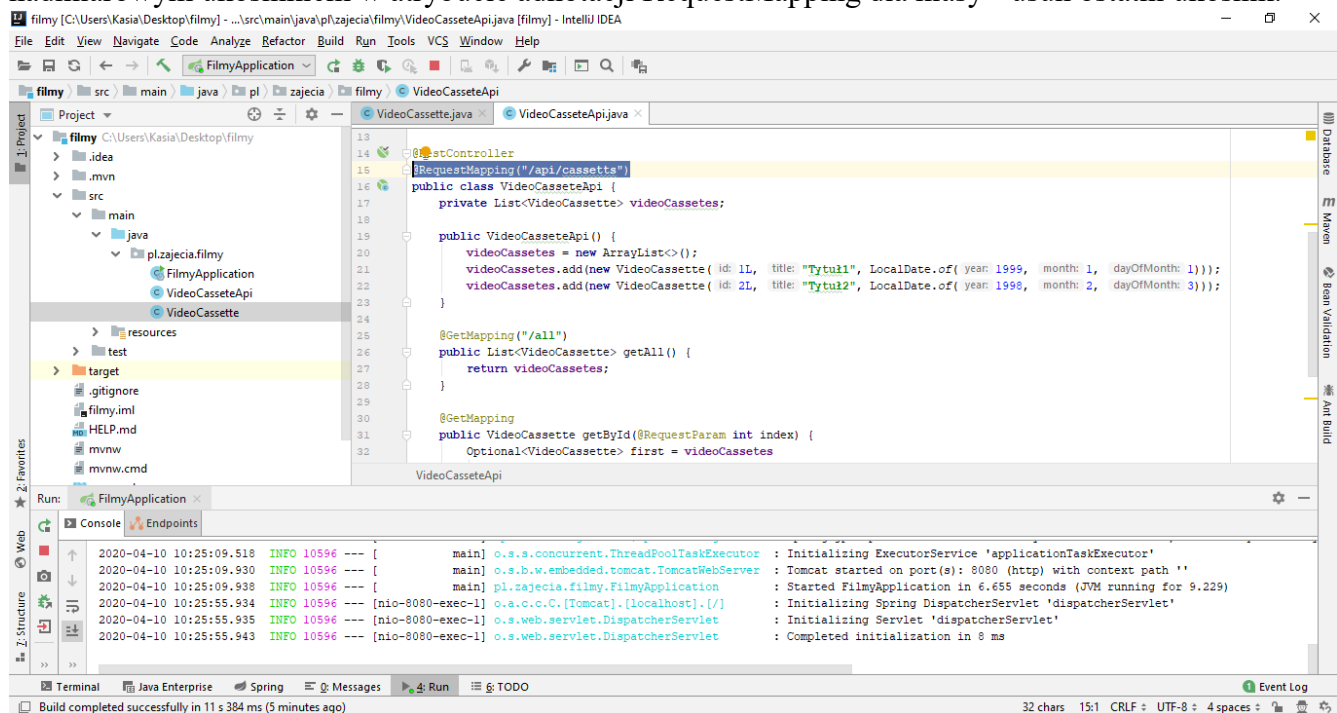 filmy [C:\Users\Kasia\Desktop\filmy] - ...\src\main\java\pl\zajecia\filmy\VideoCasseteApi.java [filmy] - IntelliJ IDEA
File Edit View Navigate Code Analyze Refactor Build Run Tools VCS Window Help
FilmyApplication
filmy src main java pl zajecia filmy VideoCasseteApi
Project
VideoCassette.java
VideoCasseteApi.java
1: Project
filmy C:\Users\Kasia\Desktop\filmy
.idea
.mvn
src
main
java
pl.zajecia.filmy
FilmyApplication
VideoCasseteApi
VideoCassette
resources
test
target
.gitignore
filmy.iml
HELP.md
mvnw
mvnw.cmd
13
14 @RestController
15 @RequestMapping("/api/cassetts")
16 public class VideoCasseteApi {
17 private List<VideoCassette> videoCassetes;
18
19 public VideoCasseteApi() {
20 videoCassetes = new ArrayList<>();
21 videoCassetes.add(new VideoCassette( id: 1L, title: "Tytuł1", LocalDate.of( year: 1999, month: 1, dayOfMonth: 1)));
22 videoCassetes.add(new VideoCassette( id: 2L, title: "Tytuł2", LocalDate.of( year: 1998, month: 2, dayOfMonth: 3)));
23 }
24
25 @GetMapping("/all")
26 public List<VideoCassette> getAll() {
27 return videoCassetes;
28 }
29
30 @GetMapping
31 public VideoCassette getById(@RequestParam int index) {
32 Optional<VideoCassette> first = videoCassetes
VideoCasseteApi
Database
Maven
Bean Validation
Ant Build
2: Favorites
Web
7: Structure
Run: FilmyApplication
Console Endpoints
2020-04-10 10:25:09.518 INFO 10596 --- [ main] o.s.s.concurrent.ThreadPoolTaskExecutor : Initializing ExecutorService 'applicationTaskExecutor'
2020-04-10 10:25:09.930 INFO 10596 --- [ main] o.s.b.w.embedded.tomcat.TomcatWebServer : Tomcat started on port(s): 8080 (http) with context path ''
2020-04-10 10:25:09.938 INFO 10596 --- [ main] pl.zajecia.filmy.FilmyApplication : Started FilmyApplication in 6.655 seconds (JVM running for 9.229)
2020-04-10 10:25:55.934 INFO 10596 --- [nio-8080-exec-1] o.a.c.c.C.[Tomcat].[localhost].[/] : Initializing Spring DispatcherServlet 'dispatcherServlet'
2020-04-10 10:25:55.935 INFO 10596 --- [nio-8080-exec-1] o.s.web.servlet.DispatcherServlet : Initializing Servlet 'dispatcherServlet'
2020-04-10 10:25:55.943 INFO 10596 --- [nio-8080-exec-1] o.s.web.servlet.DispatcherServlet : Completed initialization in 8 ms
Terminal Java Enterprise Spring 0: Messages 4: Run 6: TODO 1 Event Log
Build completed successfully in 11 s 384 ms (5 minutes ago) 32 chars 15:1 CRLF UTF-8 4 spaces